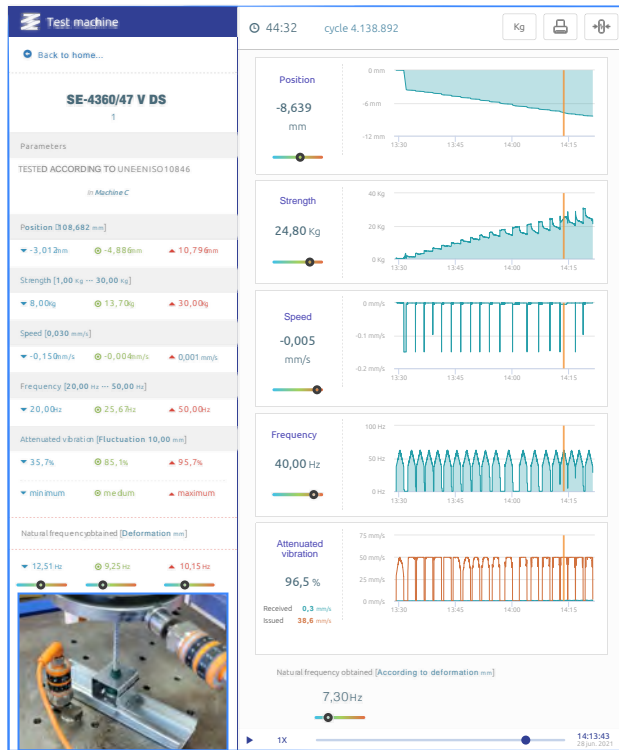 Test machine
Back to home...
SE-4360/47 V DS
1
Parameters
TESTED ACCORDING TO UNE-EN ISO 10846
in Machine C
Position [308,682 mm]
-3,012mm -4,886mm 10,796mm
Strength [1,00 Kg --- 30,00 Kg]
8,00Kg 13,70Kg 30,00Kg
Speed [0,030 mm/s]
-0,150mm/s -0,004mm/s 0,001 mm/s
Frequency [20,00 Hz --- 50,00 Hz]
20,00Hz 25,67Hz 50,00Hz
Attenuated vibration [Fluctuation 10,00 mm]
35,7% 85,1% 95,7%
minimum medium maximum
Natural frequency obtained [Deformation mm]
12,51 Hz 9,25 Hz 10,15 Hz
44:32 cycle 4.138.892 Kg
Position
-8,639
mm
0 mm
-6 mm
-12 mm
13:30 13:45 14:00 14:15
Strength
24,80 Kg
40 Kg
20 Kg
0 Kg
13:30 13:45 14:00 14:15
Speed
-0,005
mm/s
0 mm/s
-0.1 mm/s
-0.2 mm/s
13:30 13:45 14:00 14:15
Frequency
40,00 Hz
100 Hz
50 Hz
0 Hz
13:30 13:45 14:00 14:15
Attenuated
vibration
96,5 %
Received 0,3 mm/s
Issued 38,6 mm/s
75 mm/s
50 mm/s
25 mm/s
0 mm/s
13:30 13:45 14:00 14:15
Natural frequency obtained [According to deformation mm]
7,30Hz
1X
14:13:43
28 jun. 2021